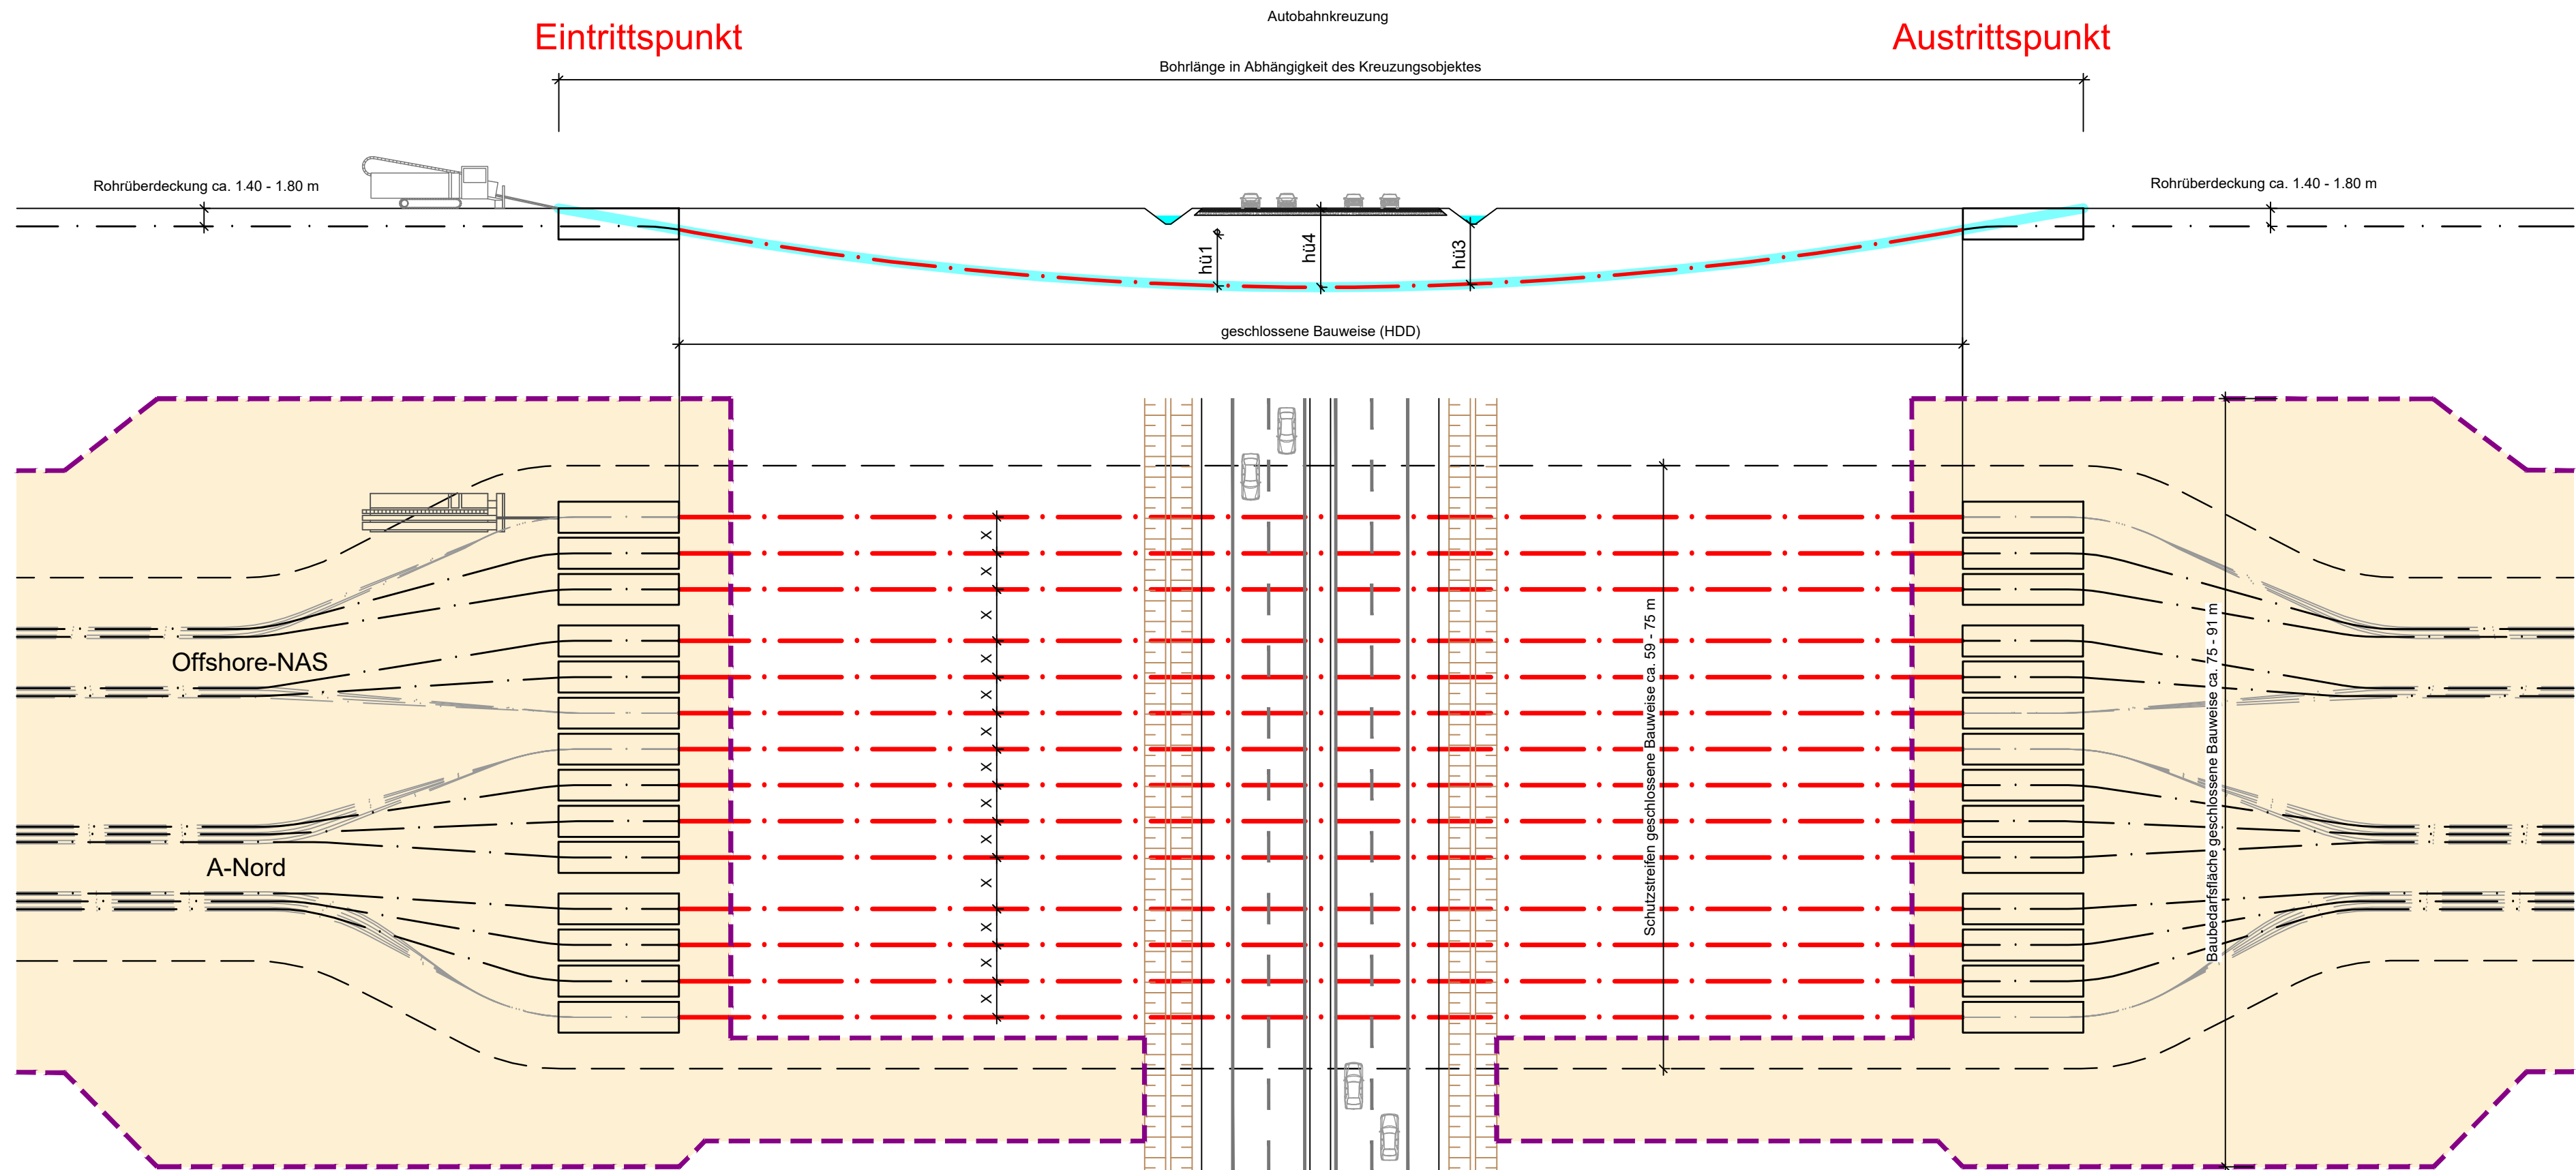 Autobahnkreuzung
Eintrittspunkt
Austrittspunkt
Bohrlänge in Abhängigkeit des Kreuzungsobjektes
Rohrüberdeckung ca. 1.40 - 1.80 m
Rohrüberdeckung ca. 1.40 - 1.80 m
hü1
hü4
hü3
geschlossene Bauweise (HDD)
x
x
x
x
x
x
x
x
x
x
x
x
x
Offshore-NAS
A-Nord
Schutzstreifen geschlossene Bauweise ca. 59 - 75 m
Baubedarfsfläche geschlossene Bauweise ca. 75 - 91 m